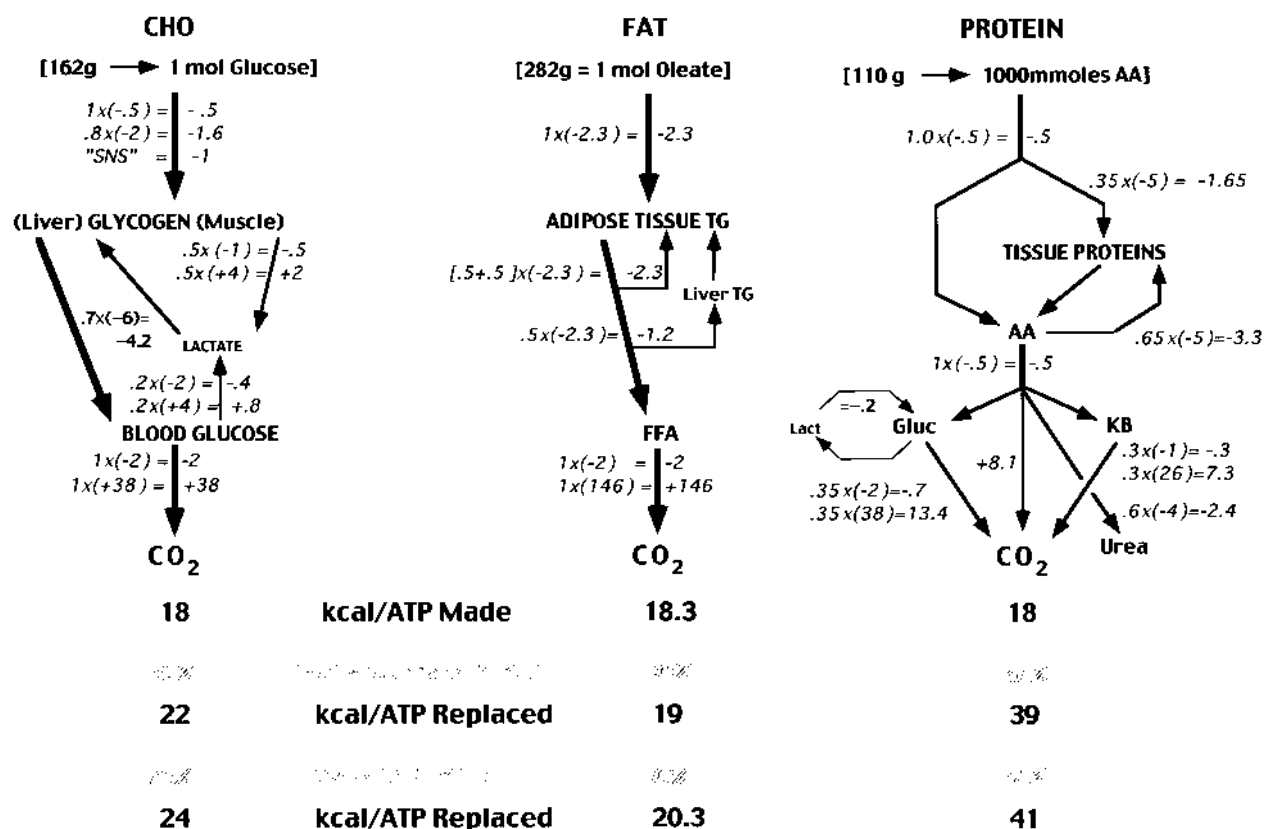 CHO
[162g → 1 mol Glucose]
1x(-.5) = -.5
.8x(-2) = -1.6
"SNS" = -1
(Liver) GLYCOGEN (Muscle)
.5x (-1) = -.5
.5x (+4) = +2
.7x(-6)=
-4.2
LACTATE
.2x(-2) = -.4
.2x(+4) = +.8
BLOOD GLUCOSE
1x(-2) = -2
1x(+38) = +38
CO2
FAT
[282g = 1 mol Oleate]
1x(-2.3) = -2.3
ADIPOSE TISSUE TG
[.5+.5 ]x(-2.3) = -2.3
Liver TG
.5x(-2.3)= -1.2
FFA
1x(-2) = -2
1x(146) = +146
CO2
PROTEIN
[110 g → 1000mmoles AA]
1.0x(-.5) = -.5
.35x(-5) = -1.65
TISSUE PROTEINS
AA
.65x(-5)=-3.3
1x(-.5) = -.5
=-.2
Lact
Gluc
KB
+8.1
.3x(-1)= -.3
.3x(26)=7.3
.35x(-2)=-.7
.35x(38)=13.4
.6x(-4)=-2.4
Urea
CO2
18 kcal/ATP Made 18.3 18
22 kcal/ATP Replaced 19 39
24 kcal/ATP Replaced 20.3 41